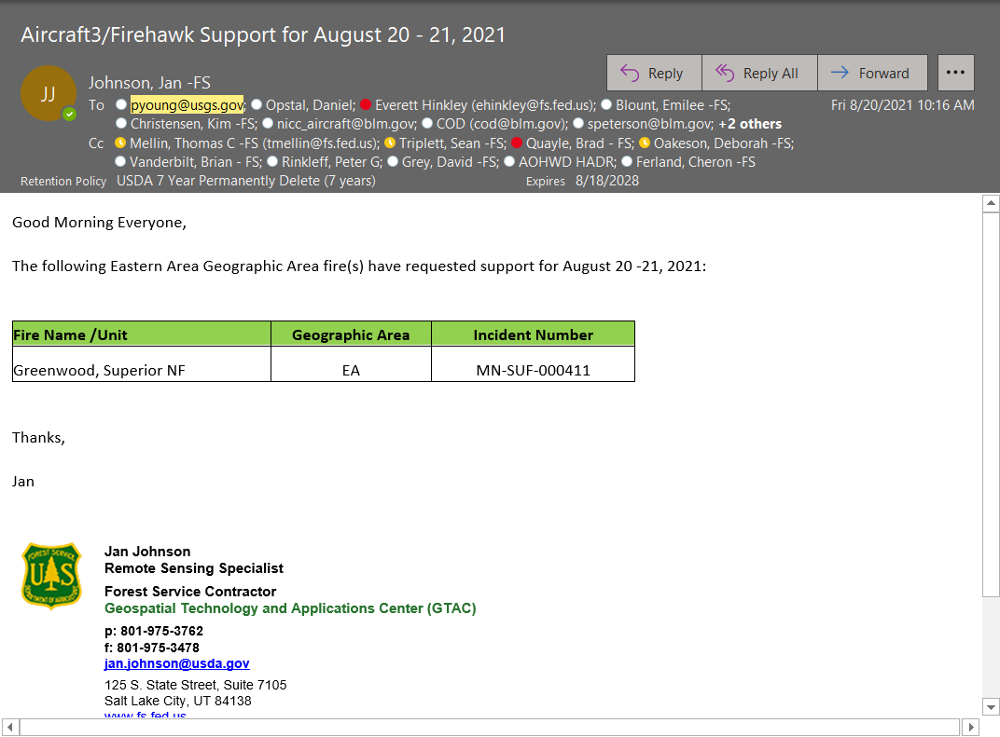 Aircraft3/Firehawk Support for August 20 - 21, 2021
JJ
Johnson, Jan -FS
Reply
Reply All
Forward
To pyoung@usgs.gov; Opstal, Daniel; Everett Hinkley (ehinkley@fs.fed.us); Blount, Emilee -FS;
Fri 8/20/2021 10:16 AM
Christensen, Kim -FS; nicc_aircraft@blm.gov; COD (cod@blm.gov); speterson@blm.gov; +2 others
Cc Mellin, Thomas C -FS (tmellin@fs.fed.us); Triplett, Sean -FS; Quayle, Brad - FS; Oakeson, Deborah -FS;
Vanderbilt, Brian - FS; Rinkleff, Peter G; Grey, David -FS; AOHWD HADR; Ferland, Cheron -FS
Retention Policy USDA 7 Year Permanently Delete (7 years) Expires 8/18/2028
Good Morning Everyone,
The following Eastern Area Geographic Area fire(s) have requested support for August 20 -21, 2021:
Fire Name /Unit Geographic Area Incident Number
Greenwood, Superior NF EA MN-SUF-000411
Thanks,
Jan
FOREST SERVICE
U S
DEPARTMENT OF AGRICULTURE
Jan Johnson
Remote Sensing Specialist
Forest Service Contractor
Geospatial Technology and Applications Center (GTAC)
p: 801-975-3762
f: 801-975-3478
jan.johnson@usda.gov
125 S. State Street, Suite 7105
Salt Lake City, UT 84138
www.fs.fed.us